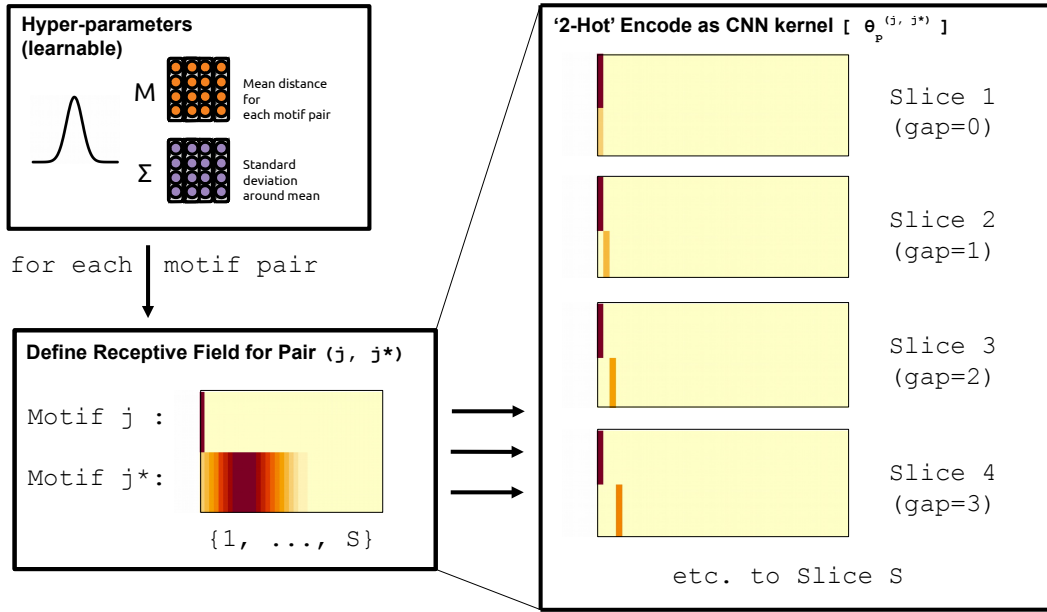 Hyper-parameters
(learnable)
M
Mean distance
for
each motif pair
Σ
Standard
deviation
around mean
for each motif pair
Define Receptive Field for Pair (j, j*)
Motif j :
Motif j*:
{1, ..., S}
‘2-Hot’ Encode as CNN kernel [ θ_p^(j, j*) ]
Slice 1
(gap=0)
Slice 2
(gap=1)
Slice 3
(gap=2)
Slice 4
(gap=3)
etc. to Slice S